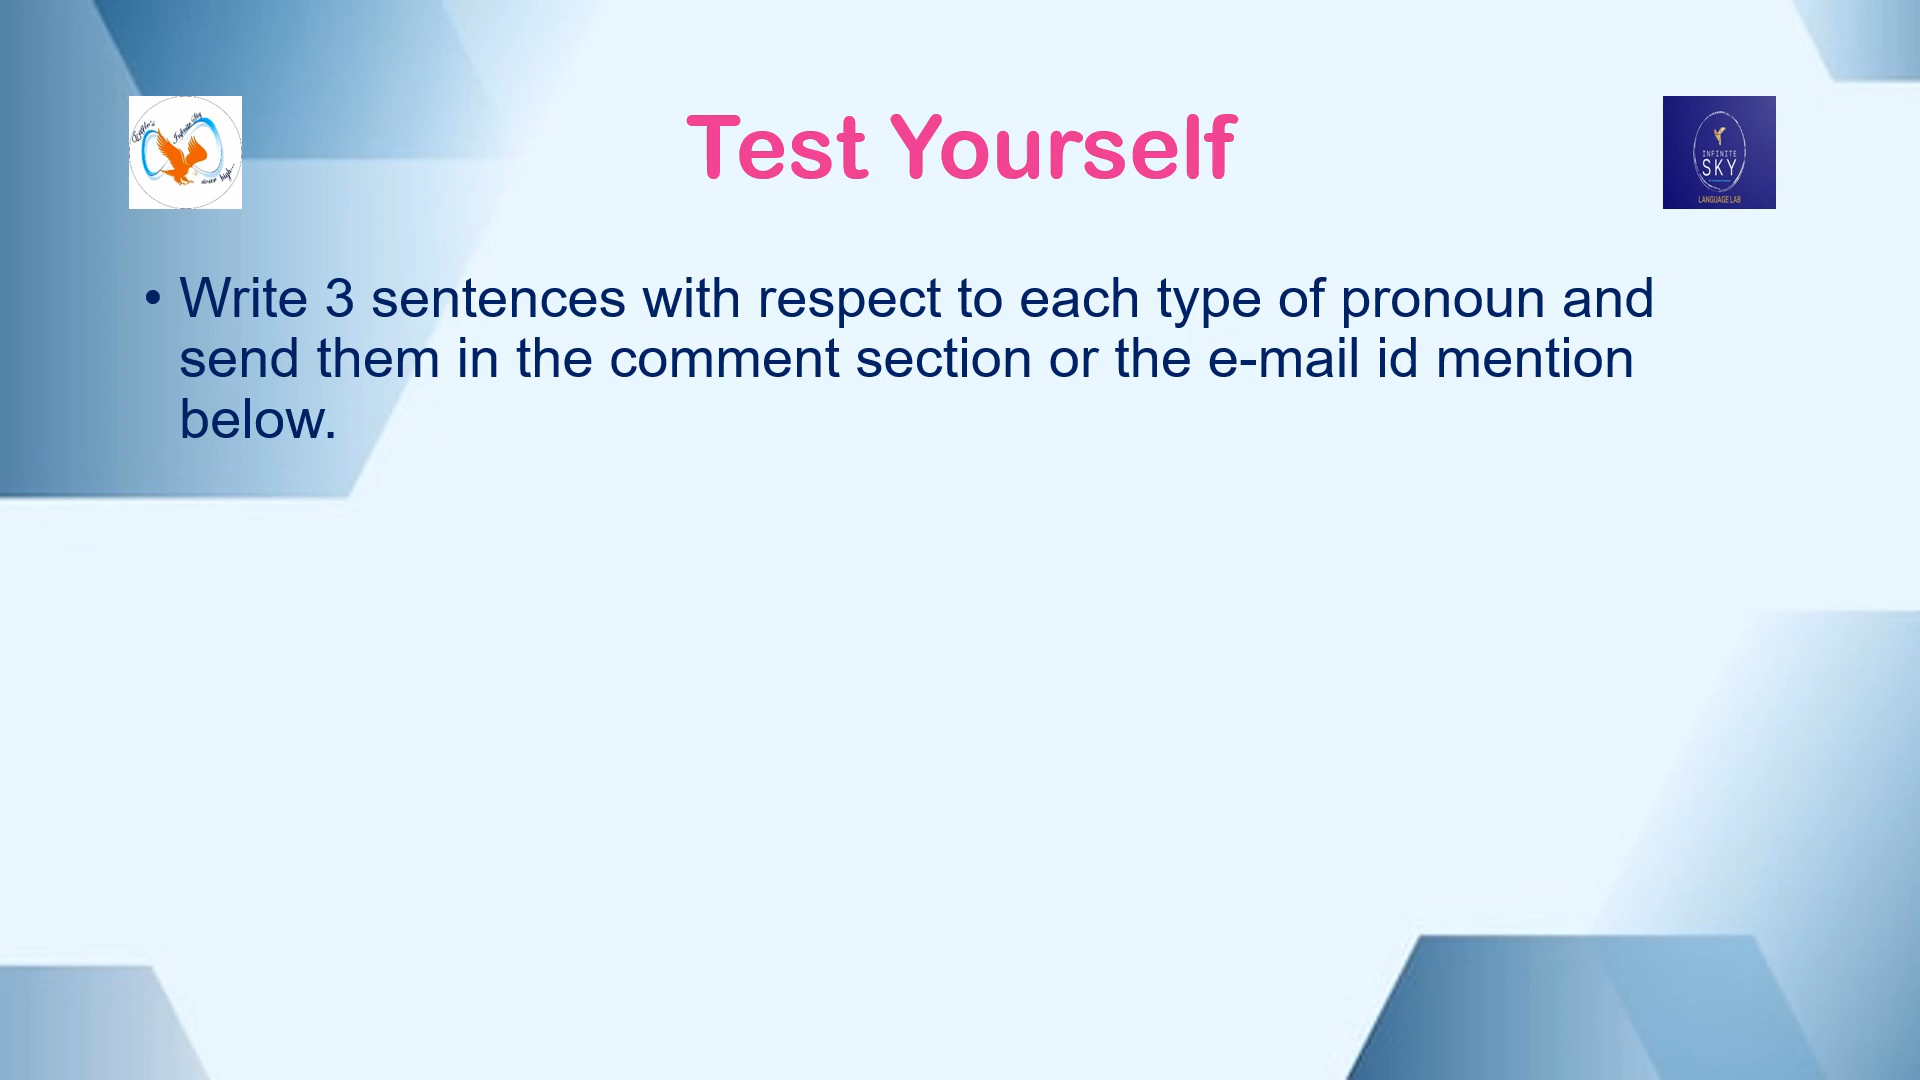 Test Yourself
INFINITE
SKY
LANGUAGE LAB
• Write 3 sentences with respect to each type of pronoun and
send them in the comment section or the e-mail id mention
below.